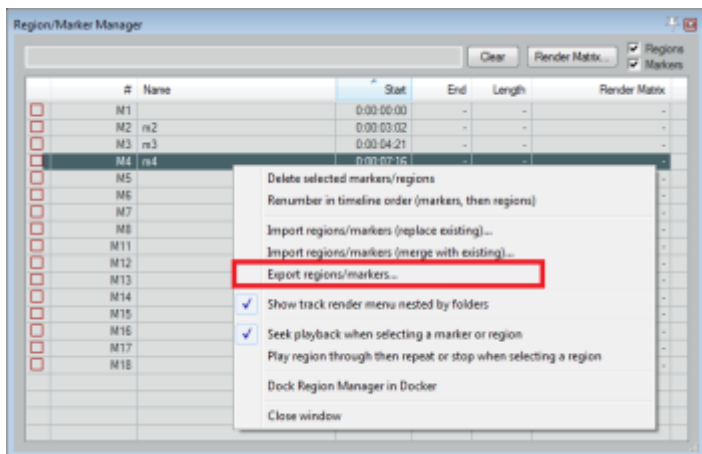 Region/Marker Manager
Clear Render Matrix... Regions
Markers
# Name Start End Length Render Matrix
M1 0:00:00:00 - - -
M2 m2 0:00:03:02 - - -
M3 m3 0:00:04:21 - - -
M4 m4 0:00:07:16 - - -
M5
M6
M7
M8
M11
M12
M13
M14
M15
M16
M17
M18
Delete selected markers/regions
Renumber in timeline order (markers, then regions)
Import regions/markers (replace existing)...
Import regions/markers (merge with existing)...
Export regions/markers...
Show track render menu nested by folders
Seek playback when selecting a marker or region
Play region through then repeat or stop when selecting a region
Dock Region Manager in Docker
Close window